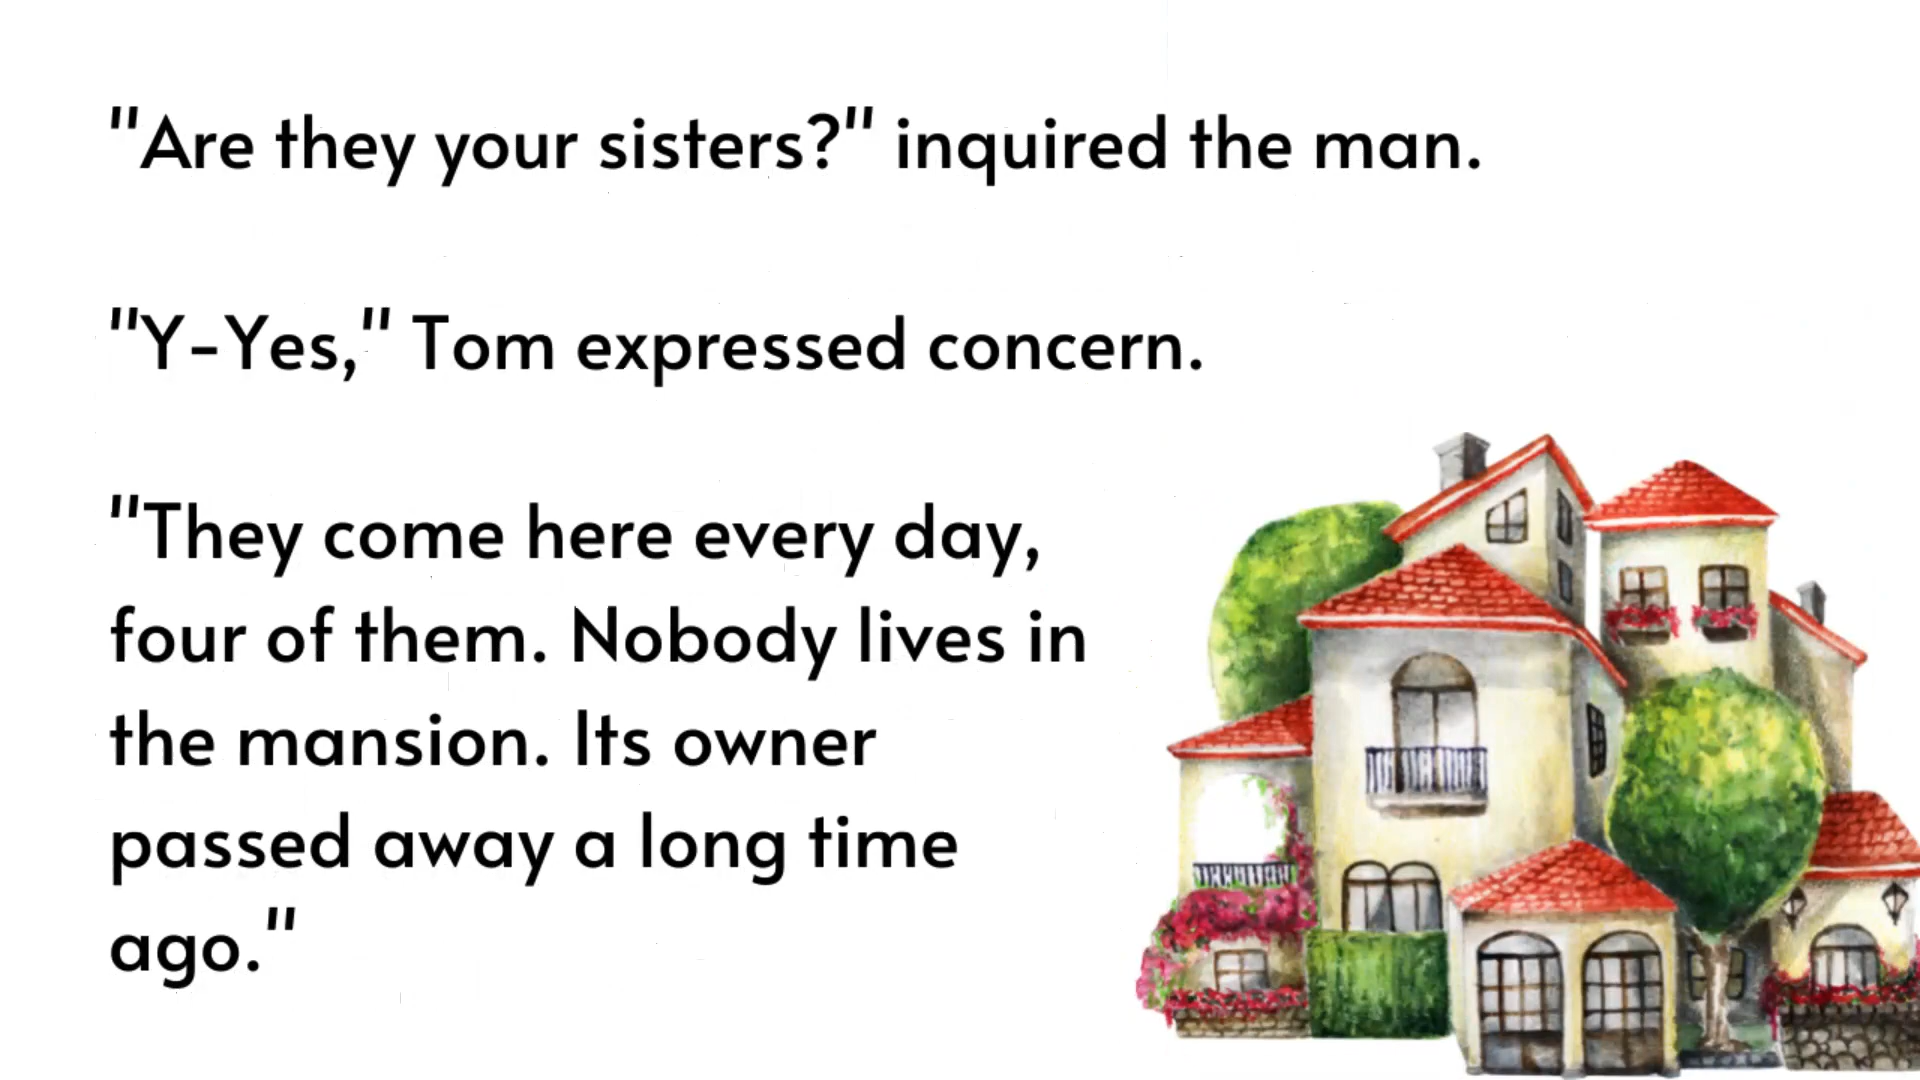 "Are they your sisters?" inquired the man.
"Y-Yes," Tom expressed concern.
"They come here every day,
four of them. Nobody lives in
the mansion. Its owner
passed away a long time
ago."